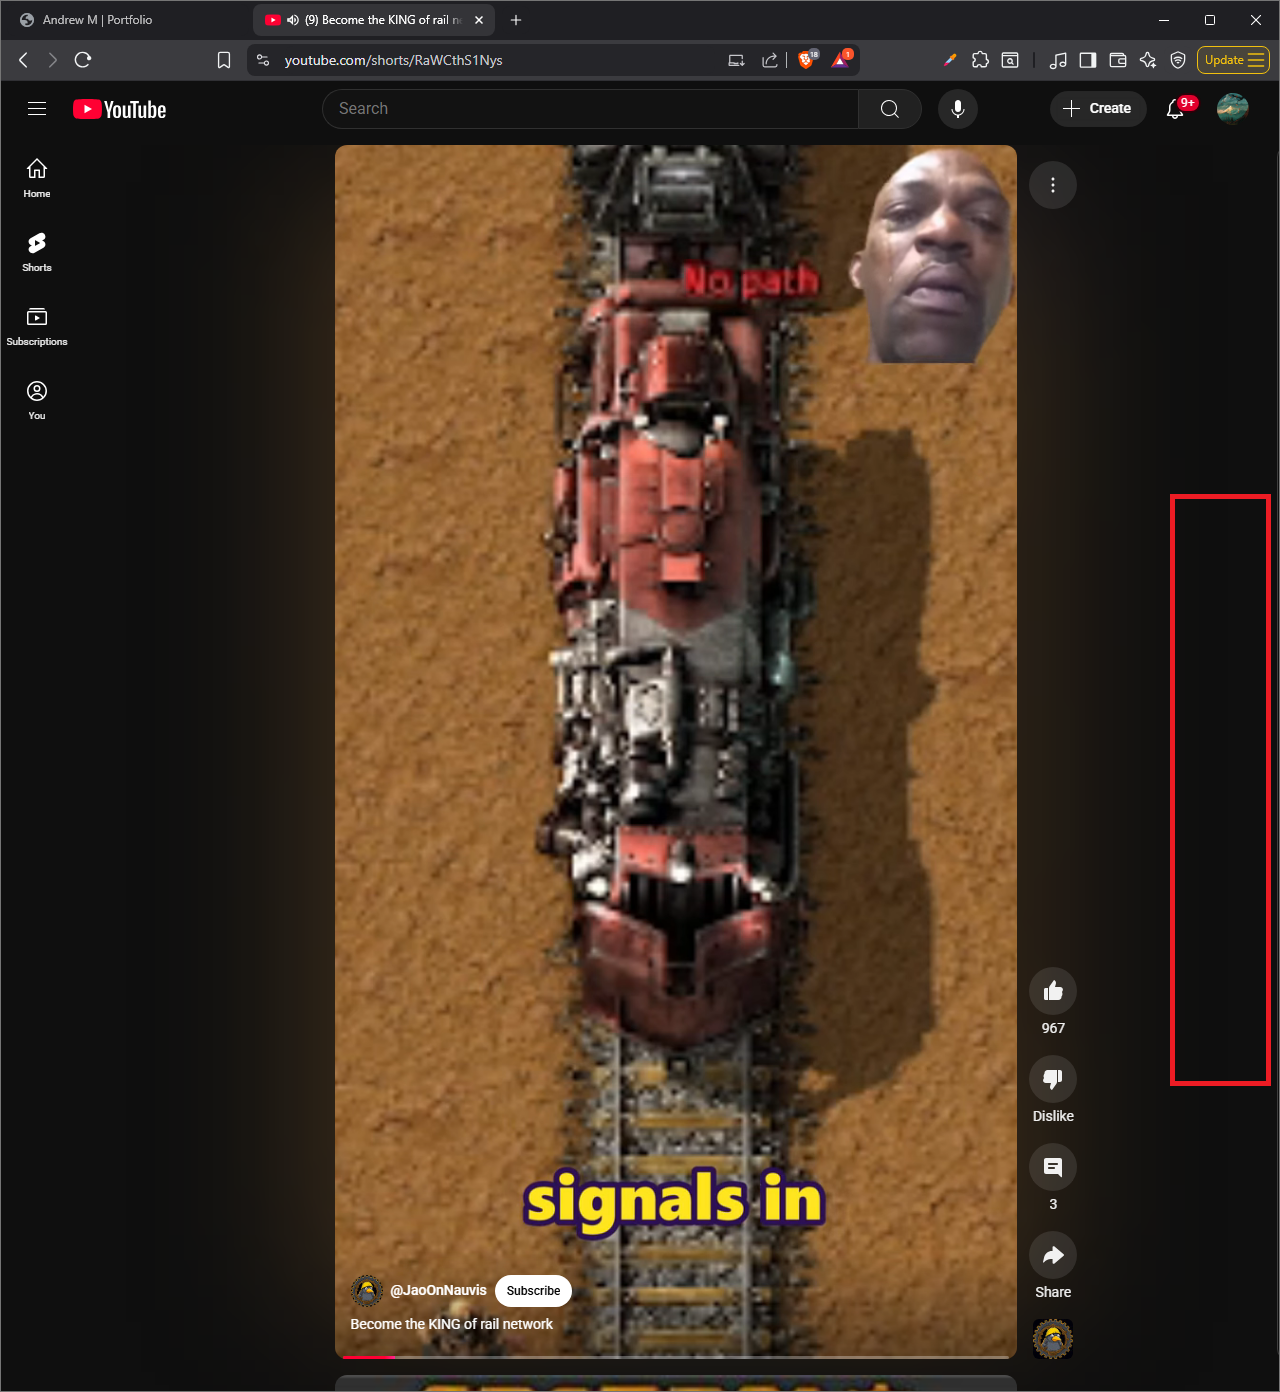 Andrew M | Portfolio
(9) Become the KING of rail n
youtube.com/shorts/RaWCthS1Nys
18
1
Update
YouTube
Search
Create
9+
Home
Shorts
Subscriptions
You
No path
967
Dislike
3
Share
signals in
@JaoOnNauvis
Subscribe
Become the KING of rail network